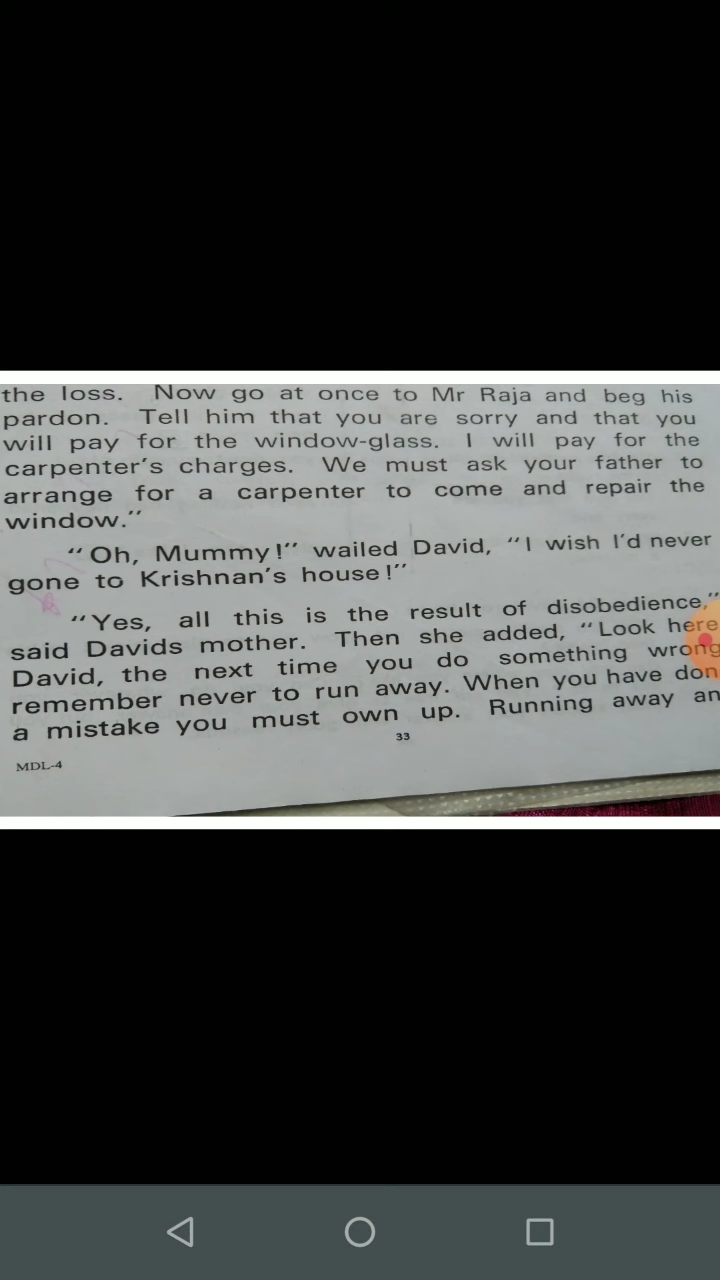 the loss. Now go at once to Mr Raja and beg his
pardon. Tell him that you are sorry and that you
will pay for the window-glass. I will pay for the
carpenter's charges. We must ask your father to
arrange for a carpenter to come and repair the
window."
"Oh, Mummy!" wailed David, "I wish I'd never
gone to Krishnan's house!"
"Yes, all this is the result of disobedience,"
said Davids mother. Then she added, "Look here
David, the next time you do something wrong
remember never to run away. When you have don
a mistake you must own up. Running away an
33
MDL-4